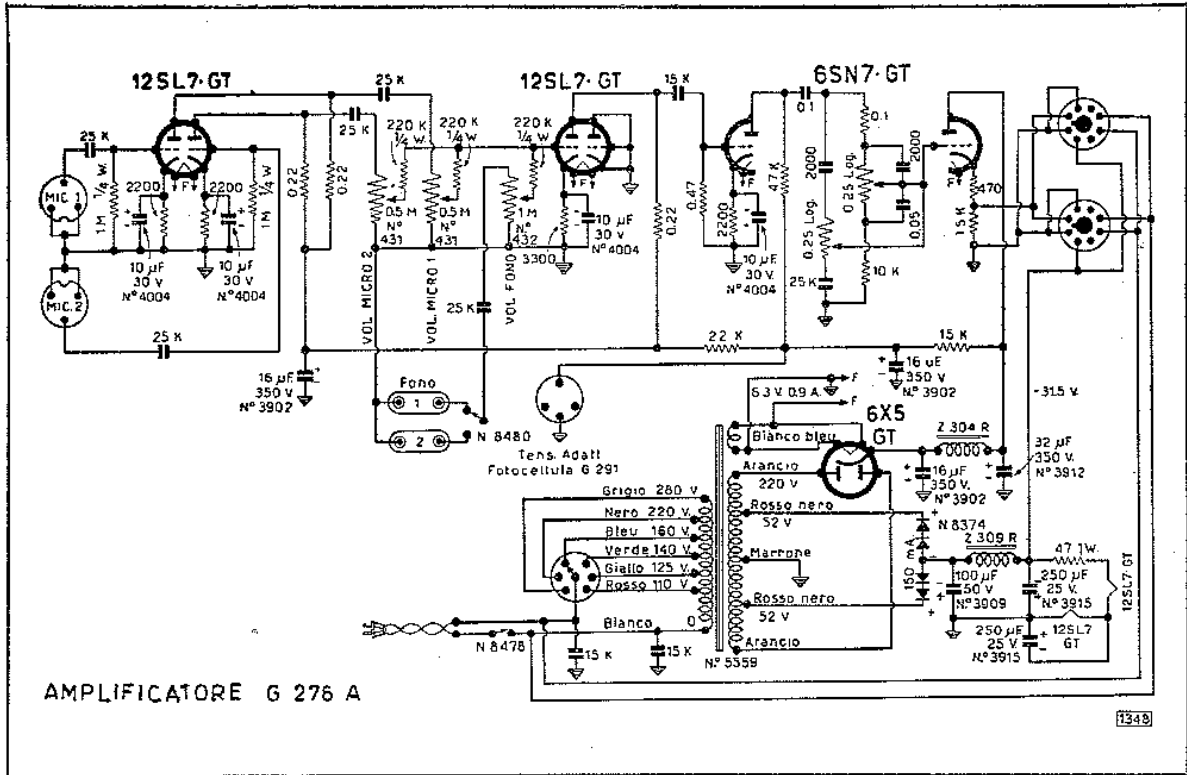 12SL7·GT
12SL7·GT
6SN7·GT
25 K
25 K
15 K
0.1
25 K
25 K
220 K
¼ W.
220 K
¼ W.
220 K
¼ W.
0.1
2000
2000
MIC. 1
1M ¼ W.
2200
2200
1M ¼ W
0.22
0.22
0.47
47 K
0.25 Log.
0.25 Log.
0.05
470
1.5 K
0.5 M
N°
431
0.5 M
N°
431
1 M
N°
432
3300
10 µF
30 V
N°4004
0.22
2200
10 µF
30 V
N°4004
10 µF
30 V
N°4004
10 µF
30 V
N°4004
25 K
10 K
MIC. 2
VOL MICRO 2
VOL. MICRO 1
VOL FONO
25 K
25 K
22 K
15 K
16 µF
350 V
N°3902
Fono
1
2
N 8480
Tens. Adatt
Fotocellula G 291
6.3 V. 0.9 A.
F
F
16 uF
350 V
N°3902
-31.5 V.
6X5
GT
Bianco bleu
Z 304 R
32 µF
350 V.
N°3912
Arancio
220 V
16 µF
350 V.
N°3902
Grigio 280 V
Nero 220 V.
Bleu 160 V.
Verde 140 V.
Giallo 125 V.
Rosso 110 V.
Rosso nero
52 V
N 8374
Z 309 R
47 1W.
Marrone
150 mA
100 µF
50 V
N°3909
250 µF
25 V.
N°3915
12SL7·GT
Rosso nero
52 V
250 µF
25 V.
N°3915
12SL7
GT
Bianco
0
Arancio
N 8478
15 K
15 K
N.° 5559
AMPLIFICATORE G 276 A
1348